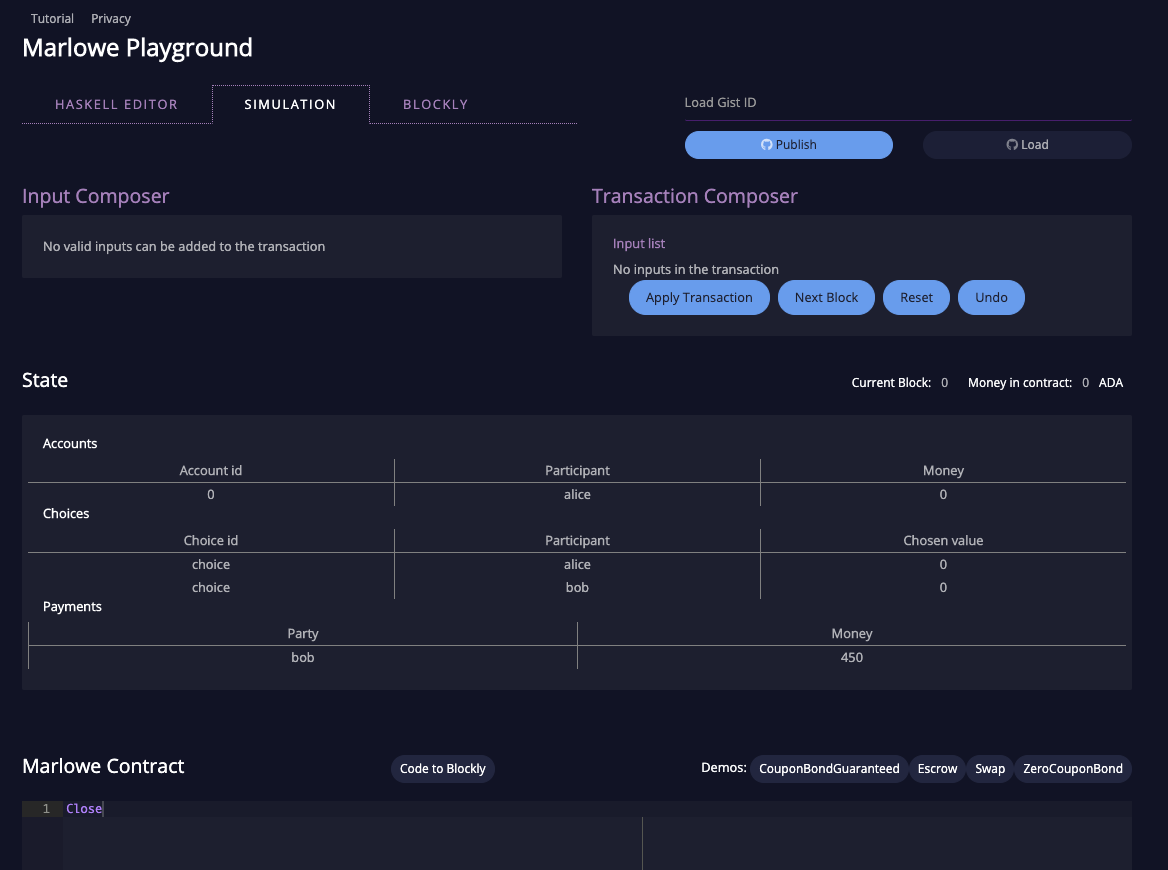 Tutorial Privacy
Marlowe Playground
HASKELL EDITOR SIMULATION BLOCKLY
Load Gist ID
Publish Load
Input Composer
No valid inputs can be added to the transaction
Transaction Composer
Input list
No inputs in the transaction
Apply Transaction Next Block Reset Undo
State
Current Block: 0 Money in contract: 0 ADA
Accounts
Account id Participant Money
0 alice 0
Choices
Choice id Participant Chosen value
choice alice 0
choice bob 0
Payments
Party Money
bob 450
Marlowe Contract
Code to Blockly
Demos: CouponBondGuaranteed Escrow Swap ZeroCouponBond
1 Close